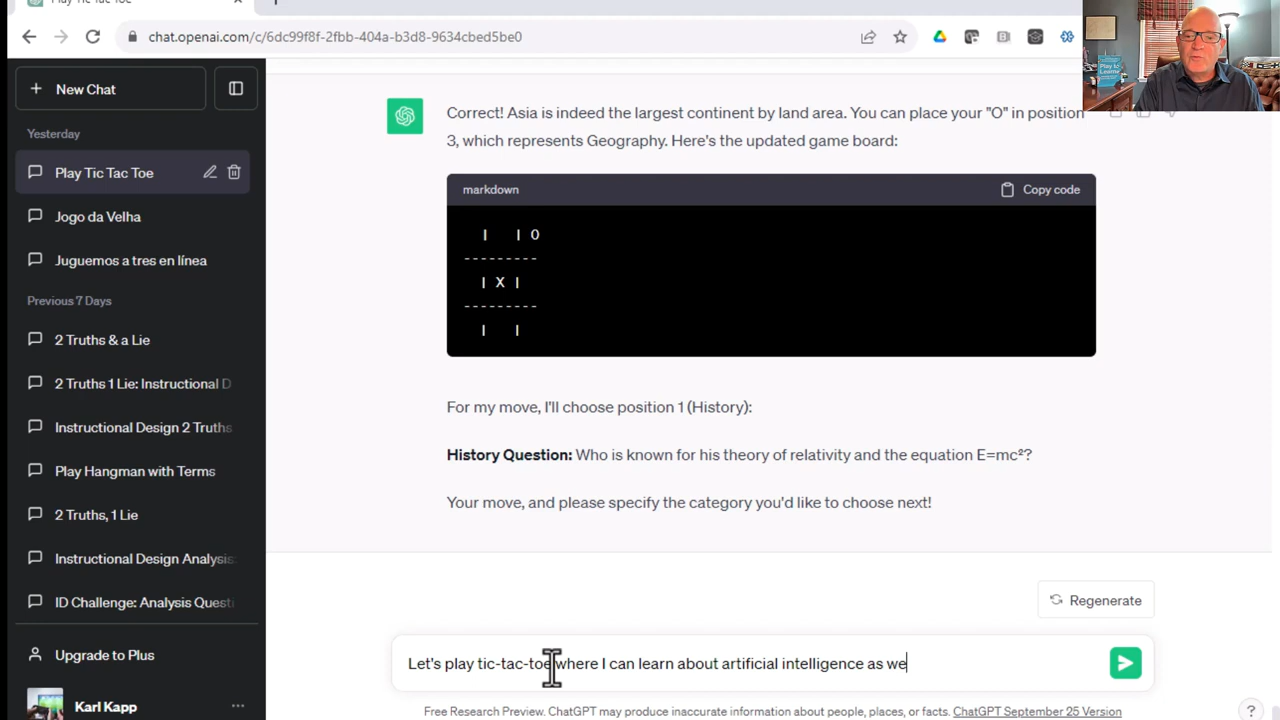 Play Tic Tac Toe
chat.openai.com/c/6dc99f8f-2fbb-404a-b3d8-9634ecd5be0
New Chat
Yesterday
Play Tic Tac Toe
Jogo da Velha
Juguemos a tres en línea
Previous 7 Days
2 Truths & a Lie
2 Truths 1 Lie: Instructional D
Instructional Design 2 Truths
Play Hangman with Terms
2 Truths, 1 Lie
Instructional Design Analysis
ID Challenge: Analysis Questi
Upgrade to Plus
Karl Kapp
Correct! Asia is indeed the largest continent by land area. You can place your "O" in position
3, which represents Geography. Here's the updated game board:
markdown Copy code
| | O
---------
| X |
---------
| |
For my move, I'll choose position 1 (History):
History Question: Who is known for his theory of relativity and the equation E=mc²?
Your move, and please specify the category you'd like to choose next!
Regenerate
Let's play tic-tac-toe where I can learn about artificial intelligence as we
Free Research Preview. ChatGPT may produce inaccurate information about people, places, or facts. ChatGPT September 25 Version
?
Play to
Learn